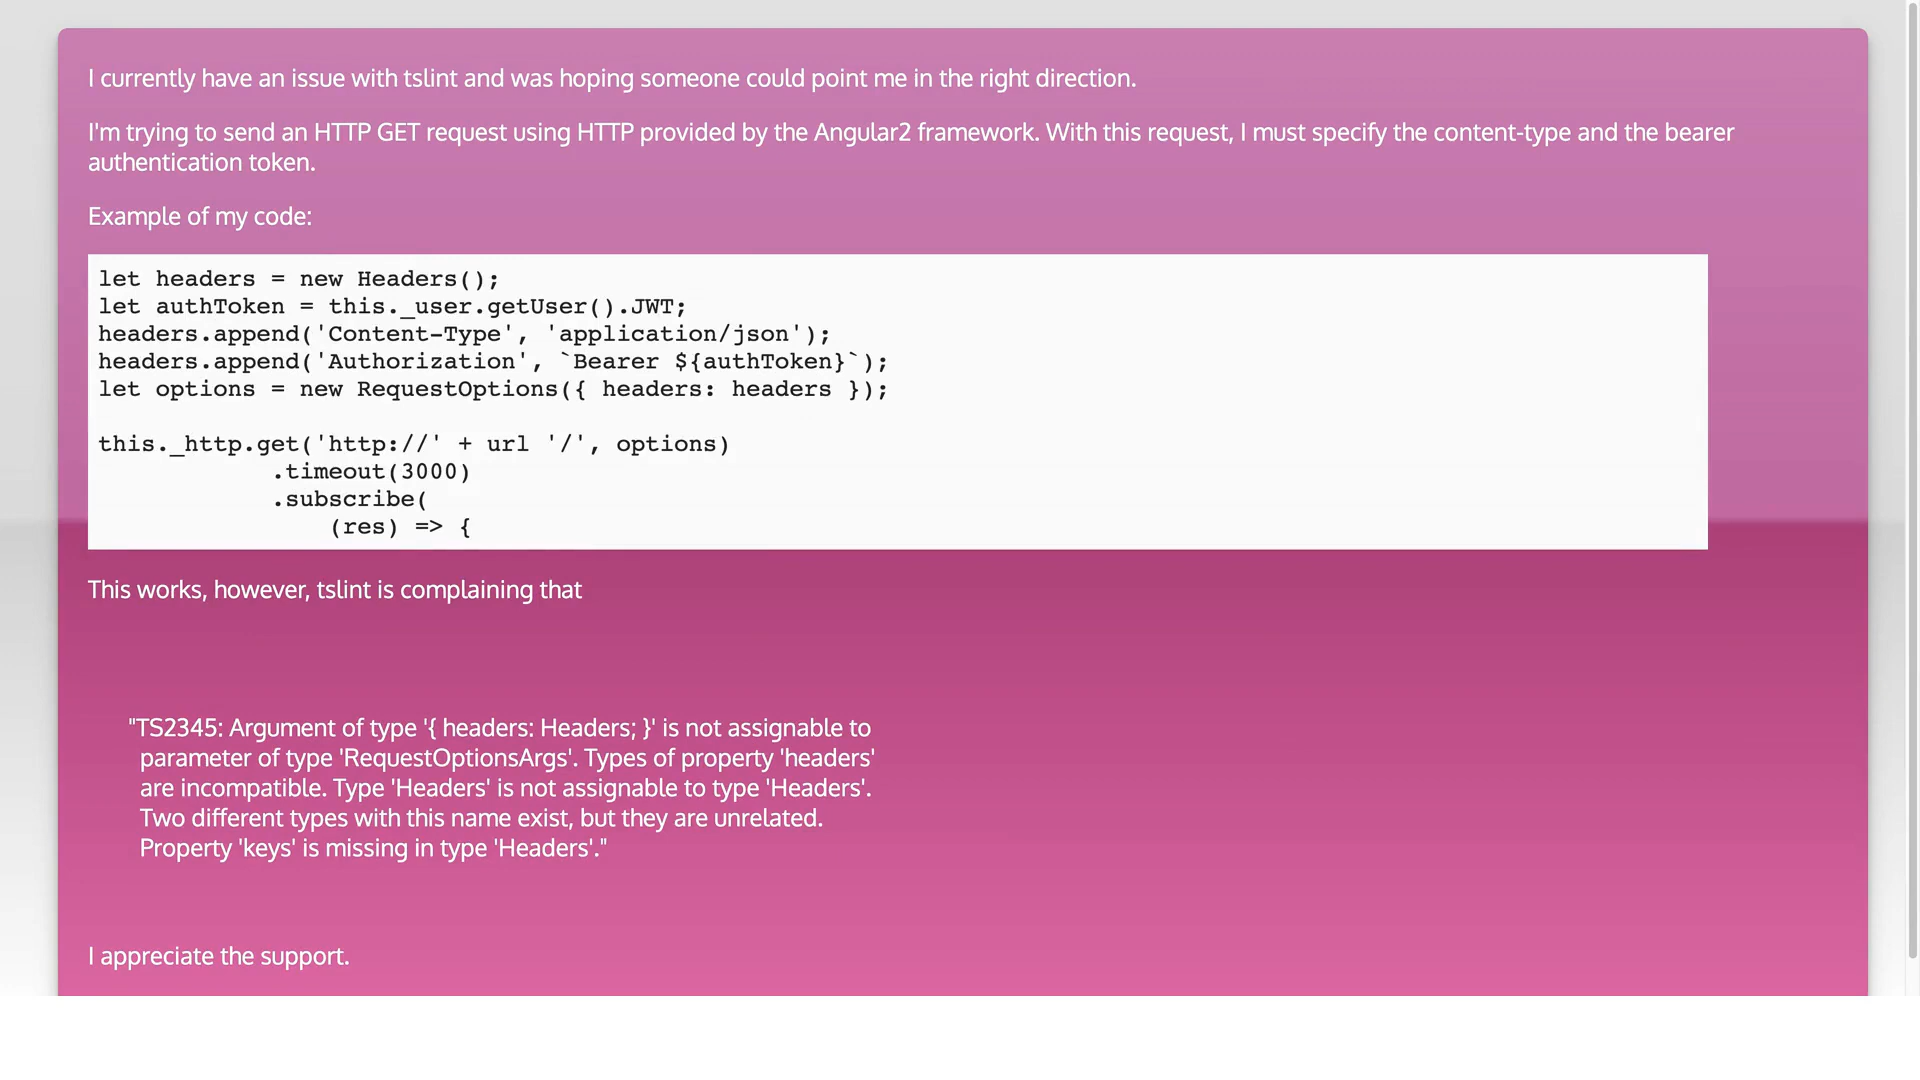 I currently have an issue with tslint and was hoping someone could point me in the right direction.
I'm trying to send an HTTP GET request using HTTP provided by the Angular2 framework. With this request, I must specify the content-type and the bearer
authentication token.
Example of my code:
let headers = new Headers();
let authToken = this._user.getUser().JWT;
headers.append('Content-Type', 'application/json');
headers.append('Authorization', `Bearer ${authToken}`);
let options = new RequestOptions({ headers: headers });
this._http.get('http://' + url '/', options)
            .timeout(3000)
            .subscribe(
                (res) => {
This works, however, tslint is complaining that
"TS2345: Argument of type '{ headers: Headers; }' is not assignable to
parameter of type 'RequestOptionsArgs'. Types of property 'headers'
are incompatible. Type 'Headers' is not assignable to type 'Headers'.
Two different types with this name exist, but they are unrelated.
Property 'keys' is missing in type 'Headers'."
I appreciate the support.